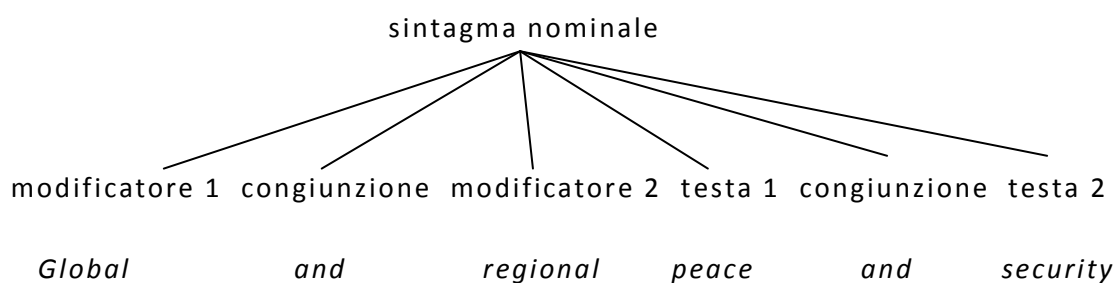 sintagma nominale
modificatore 1 congiunzione modificatore 2 testa 1 congiunzione testa 2
Global and regional peace and security